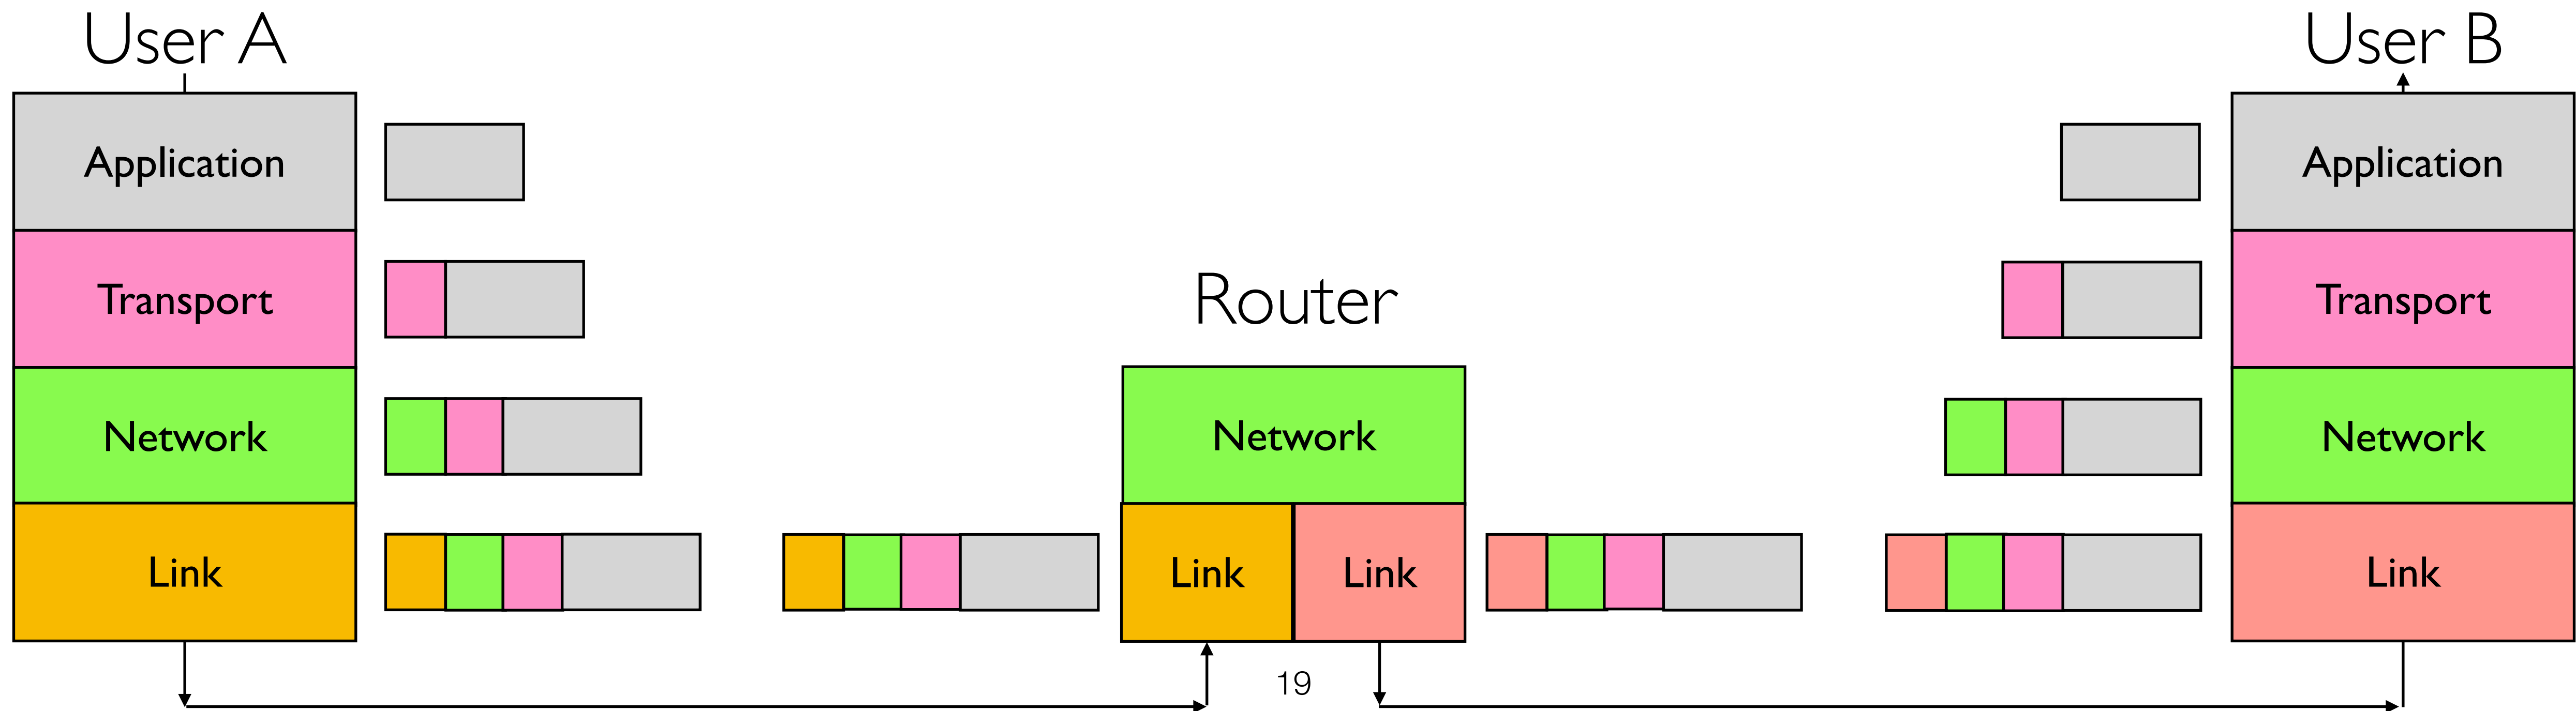 User A
Application
Transport
Network
Link
Router
Network
Link
Link
19
User B
Application
Transport
Network
Link